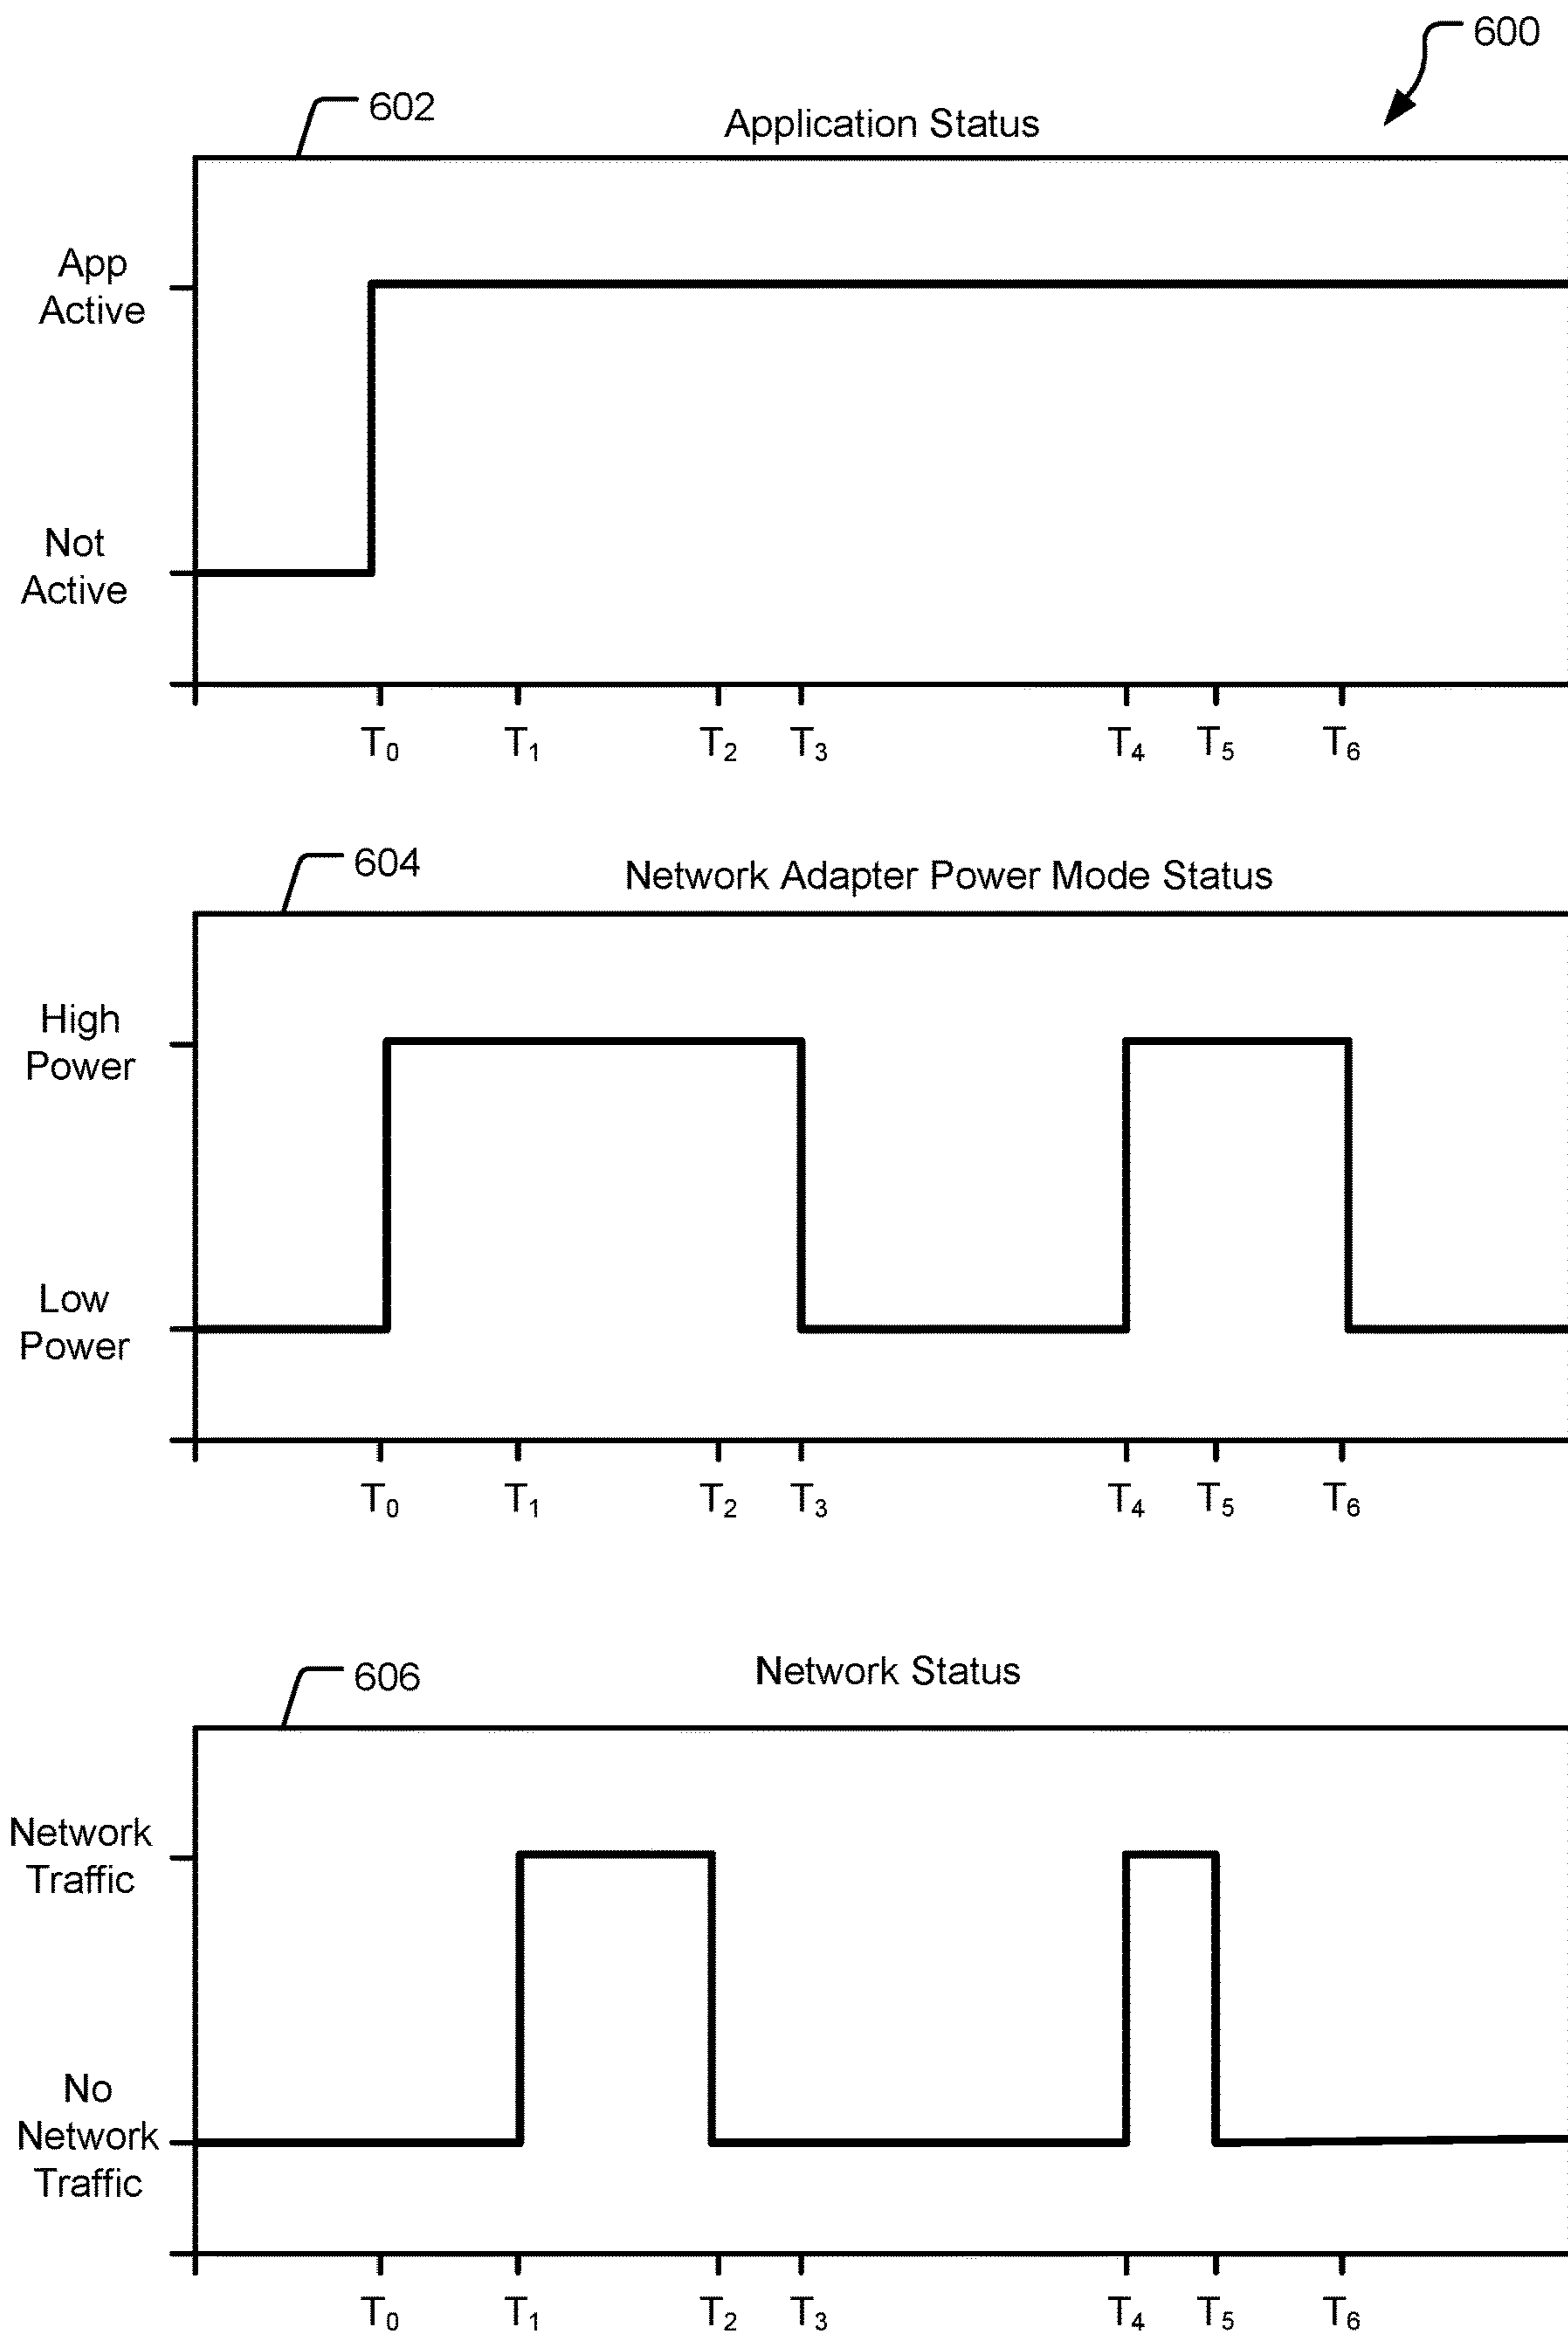 600
602
Application Status
App
Active
Not
Active
T0 T1 T2 T3 T4 T5 T6
604
Network Adapter Power Mode Status
High
Power
Low
Power
T0 T1 T2 T3 T4 T5 T6
606
Network Status
Network
Traffic
No
Network
Traffic
T0 T1 T2 T3 T4 T5 T6